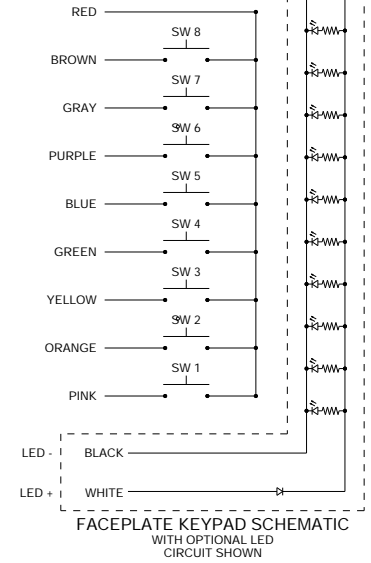 RED
SW 8
BROWN
SW 7
GRAY
SW 6
PURPLE
SW 5
BLUE
SW 4
GREEN
SW 3
YELLOW
SW 2
ORANGE
SW 1
PINK
LED - BLACK
LED + WHITE
FACEPLATE KEYPAD SCHEMATIC
WITH OPTIONAL LED
CIRCUIT SHOWN